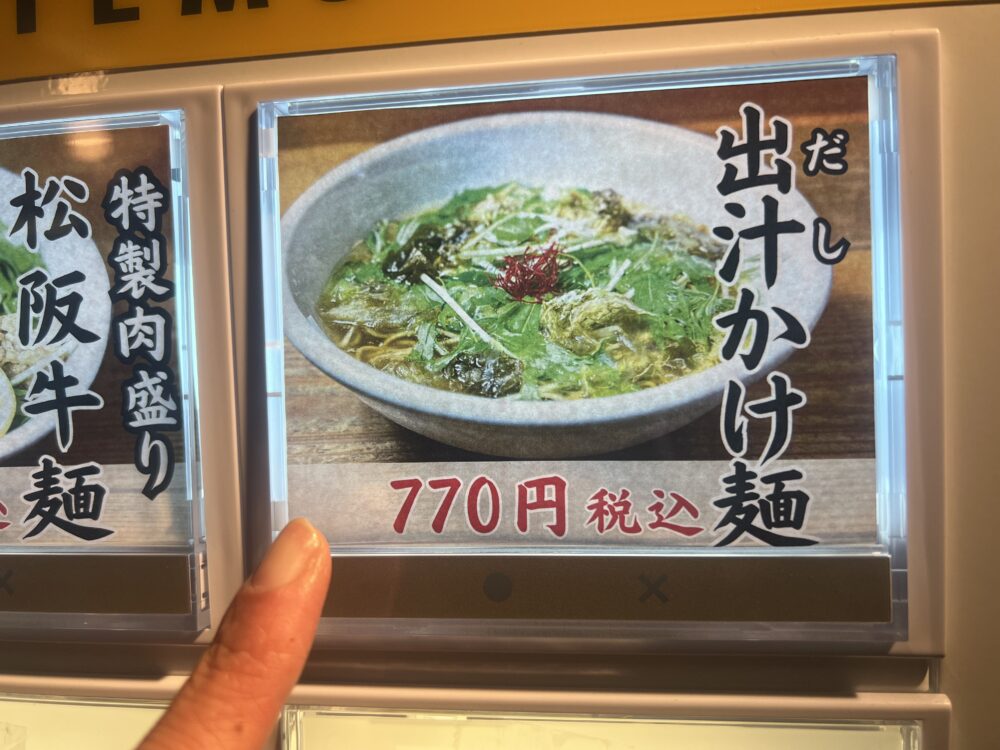 特製肉盛り
松阪牛麺
だし
出汁かけ麺
770円税込
込